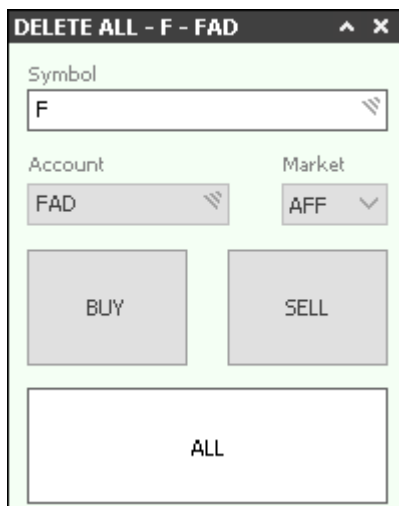 DELETE ALL - F - FAD
Symbol
F
Account Market
FAD AFF
BUY SELL
ALL